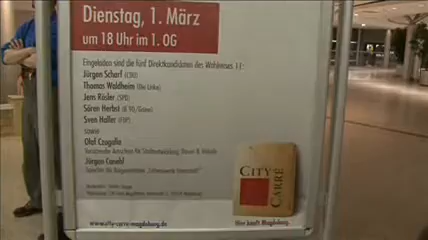 Dienstag, 1. März
um 18 Uhr im 1. OG
Eingeladen sind die fünf Direktkandidaten des Wahlkreises 11:
Jürgen Scharf (CDU)
Thomas Waldheim (Die Linke)
Jens Rösler (SPD)
Sören Herbst (B 90/Grüne)
Sven Haller (FDP)
sowie
Olaf Czogalla
Jürgen Canehl
CITY
CARRÉ
www.city-carre-magdeburg.de
Hier kauft Magdeburg.